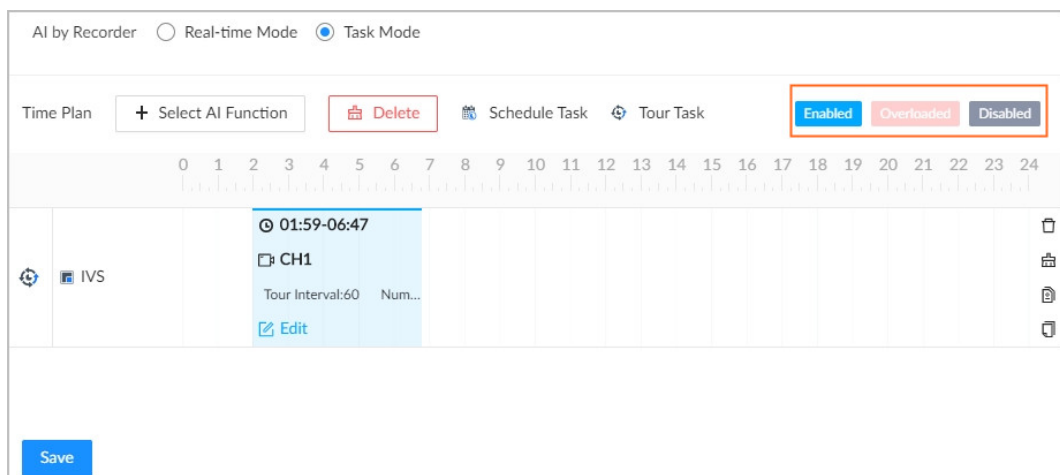 AI by Recorder Real-time Mode Task Mode
Time Plan + Select AI Function Delete Schedule Task Tour Task Enabled Overloaded Disabled
0 1 2 3 4 5 6 7 8 9 10 11 12 13 14 15 16 17 18 19 20 21 22 23 24
01:59-06:47
CH1
IVS
Tour Interval:60 Num...
Edit
Save